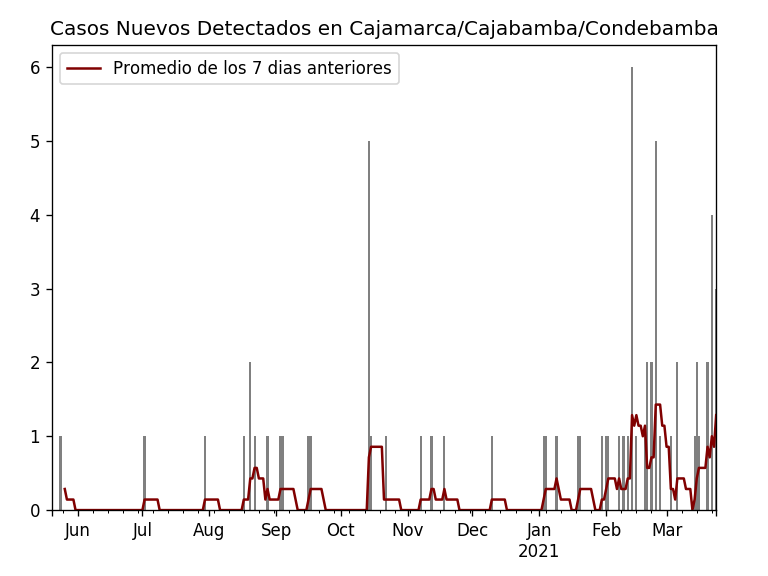 Casos Nuevos Detectados en Cajamarca/Cajabamba/Condebamba
Promedio de los 7 dias anteriores
6
5
4
3
2
1
0
Jun Jul Aug Sep Oct Nov Dec Jan Feb Mar
2021